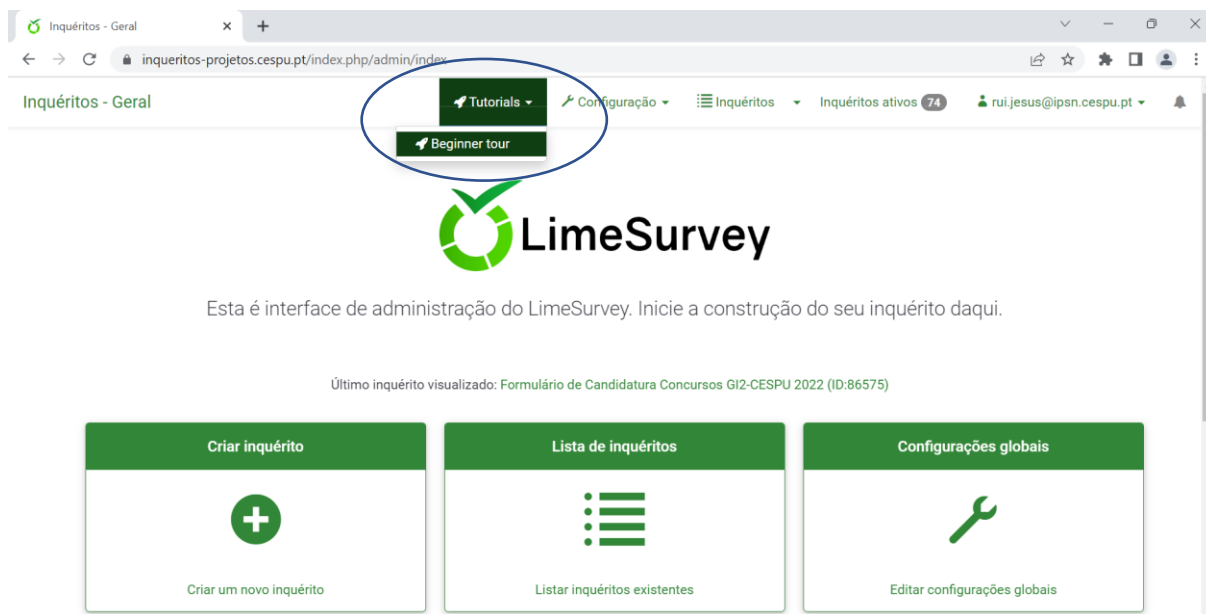 Inquéritos - Geral
inqueritos-projetos.cespu.pt/index.php/admin/index
Inquéritos - Geral
Tutorials
Configuração
Inquéritos
Inquéritos ativos 74
rui.jesus@ipsn.cespu.pt
Beginner tour
LimeSurvey
Esta é interface de administração do LimeSurvey. Inicie a construção do seu inquérito daqui.
Último inquérito visualizado: Formulário de Candidatura Concursos GI2-CESPU 2022 (ID:86575)
Criar inquérito
Lista de inquéritos
Configurações globais
Criar um novo inquérito
Listar inquéritos existentes
Editar configurações globais